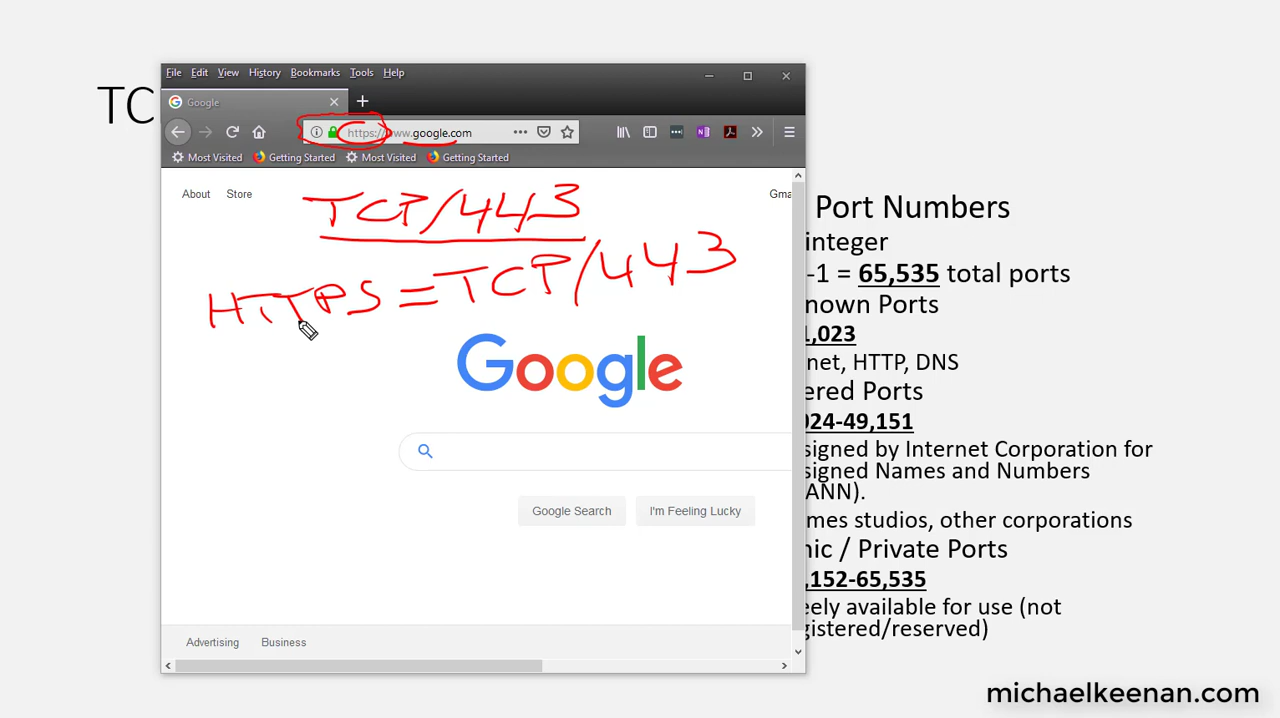 TC
File Edit View History Bookmarks Tools Help
Google
https://www.google.com
Most Visited Getting Started Most Visited Getting Started
About Store Gma
TCP/443
HTTPS = TCP/443
Google
Google Search I'm Feeling Lucky
Advertising Business
Port Numbers
integer
-1 = 65,535 total ports
nown Ports
1,023
net, HTTP, DNS
ered Ports
024-49,151
signed by Internet Corporation for
signed Names and Numbers
ANN).
mes studios, other corporations
nic / Private Ports
,152-65,535
eely available for use (not
gistered/reserved)
michaelkeenan.com